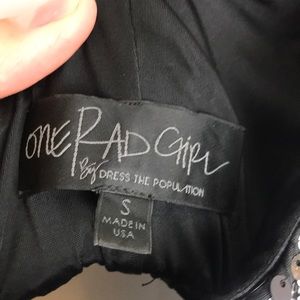 ONE RAD GiRL
By DRESS THE POPULATION
S
MADE IN
USA